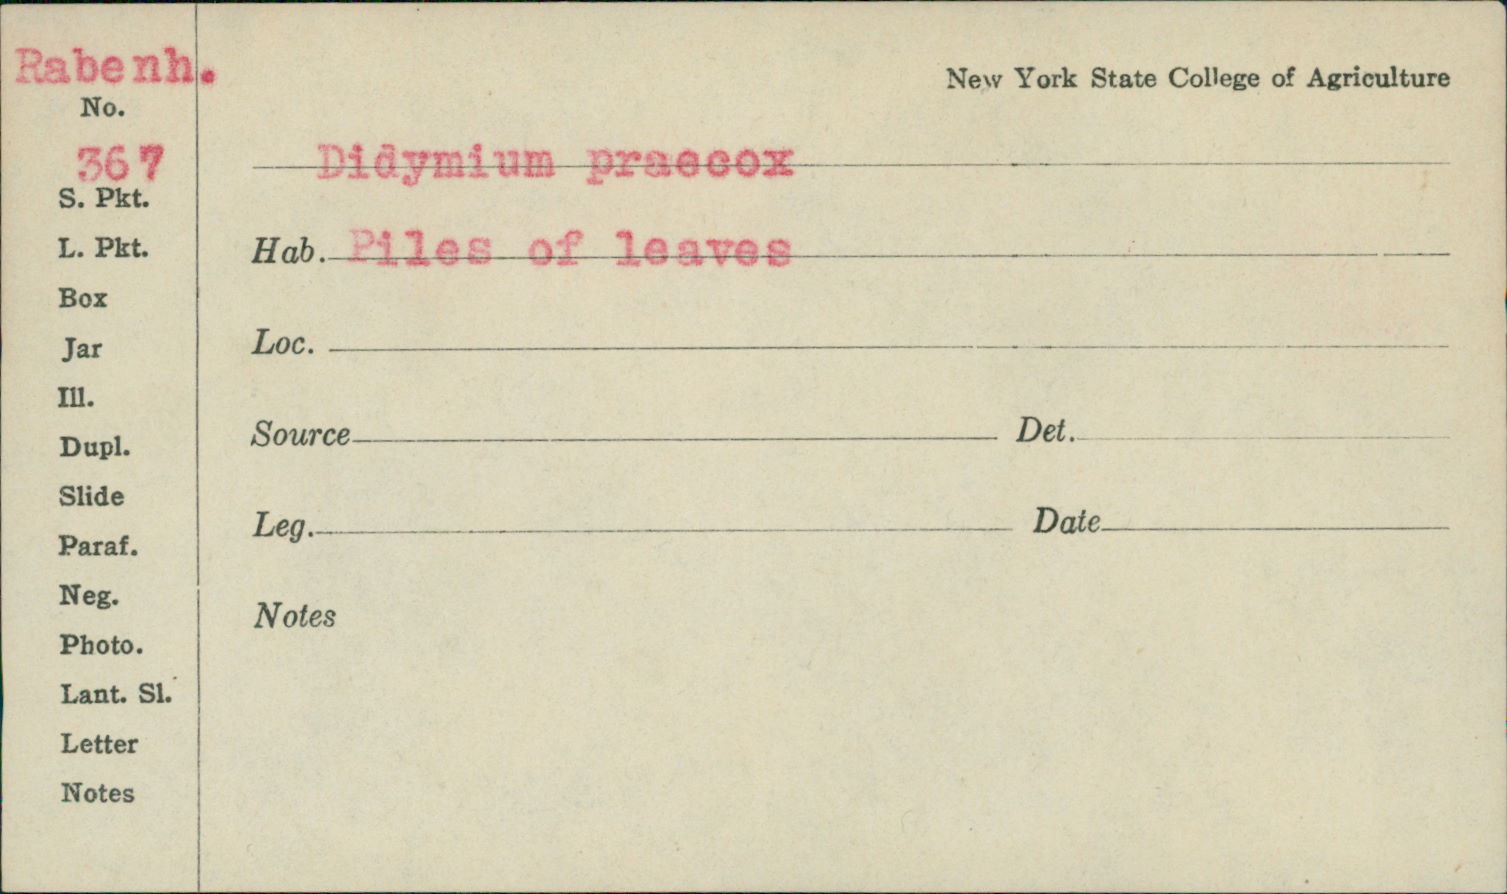 Rabenh.
New York State College of Agriculture
No.
367
Didymium praecox
S. Pkt.
L. Pkt.
Hab. Piles of leaves
Box
Jar
Loc.
Ill.
Dupl.
Source Det.
Slide
Leg. Date
Paraf.
Neg.
Notes
Photo.
Lant. Sl.
Letter
Notes